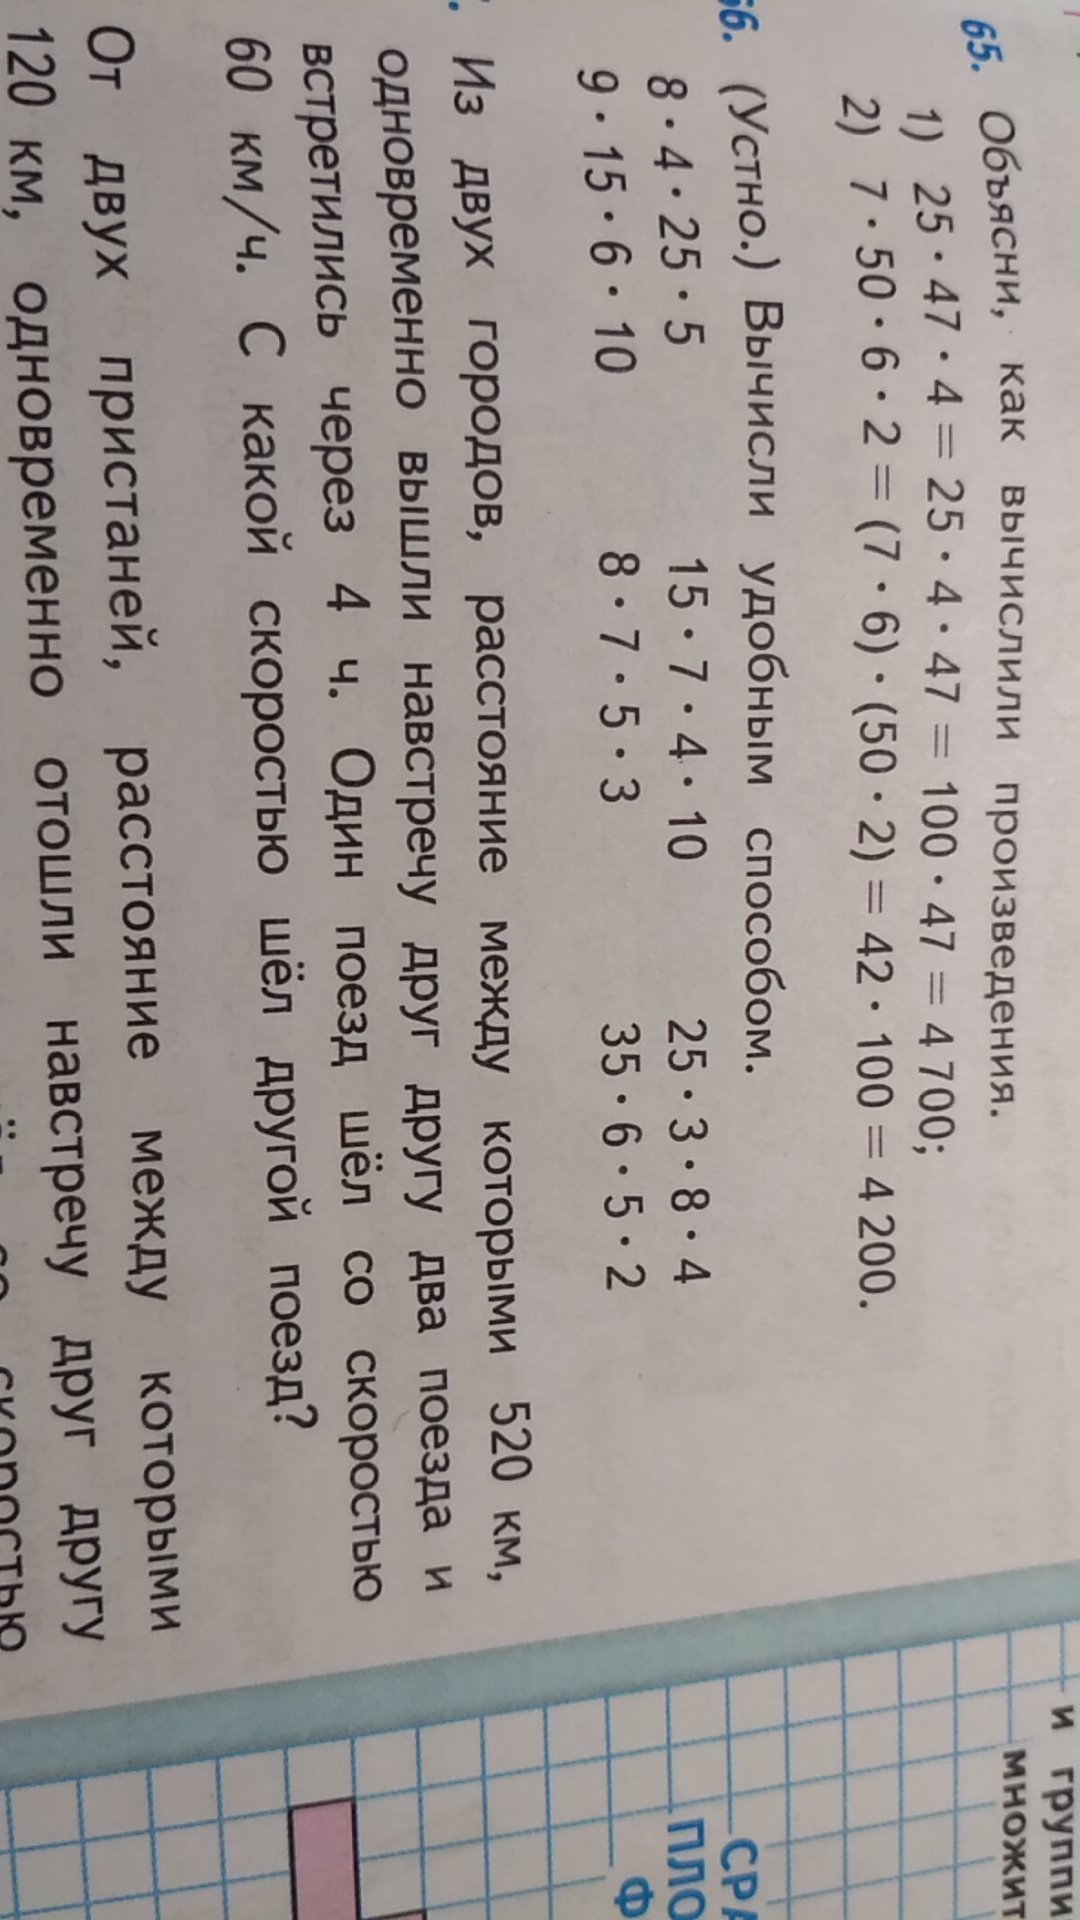 65. Объясни, как вычислили произведения.
1) 25 · 47 · 4 = 25 · 4 · 47 = 100 · 47 = 4 700;
2) 7 · 50 · 6 · 2 = (7 · 6) · (50 · 2) = 42 · 100 = 4 200.
66. (Устно.) Вычисли удобным способом.
8 · 4 · 25 · 5 15 · 7 · 4 · 10 25 · 3 · 8 · 4
9 · 15 · 6 · 10 8 · 7 · 5 · 3 35 · 6 · 5 · 2
Из двух городов, расстояние между которыми 520 км,
одновременно вышли навстречу друг другу два поезда и
встретились через 4 ч. Один поезд шёл со скоростью
60 км/ч. С какой скоростью шёл другой поезд?
От двух пристаней, расстояние между которыми
120 км, одновременно отошли навстречу друг другу
и группи
множит
СРА
ПЛО
Ф